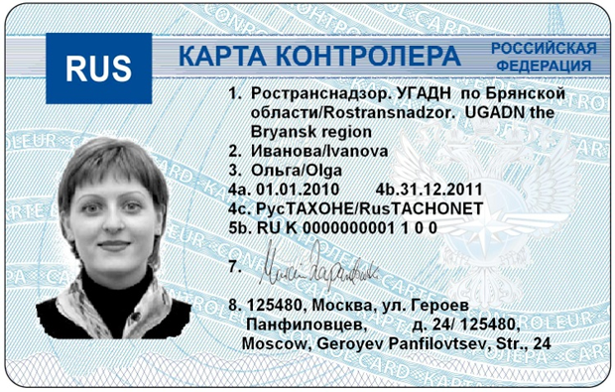 RUS
КАРТА КОНТРОЛЕРА
РОССИЙСКАЯ
ФЕДЕРАЦИЯ
1. Ространснадзор. УГАДН по Брянской
области/Rostransnadzor. UGADN the
Bryansk region
2. Иванова/Ivanova
3. Ольга/Olga
4a. 01.01.2010 4b.31.12.2011
4c. РусТАХОНЕ/RusTACHONET
5b. RU K 0000000001 1 0 0
7.
8. 125480, Москва, ул. Героев
Панфиловцев, д. 24/ 125480,
Moscow, Geroyev Panfilovtsev, Str., 24